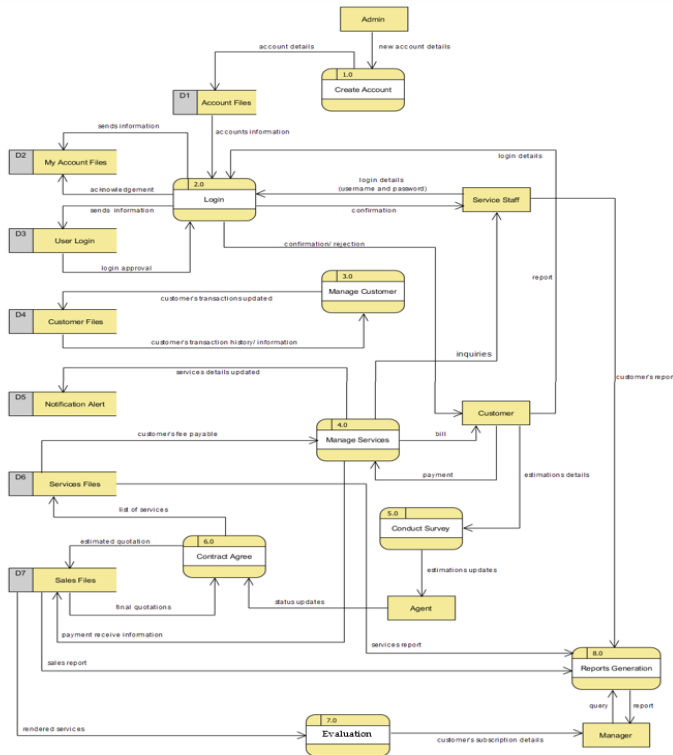 Admin
account details
new account details
1.0
Create Account
D1
Account Files
sends information
accounts information
D2
My Account Files
login details
login details
(username and password)
acknowledgement
2.0
Login
Service Staff
sends information
confirmation
D3
User Login
confirmation/ rejection
login approval
report
3.0
Manage Customer
customer's transactions updated
D4
Customer Files
customer's transaction history/ information
inquiries
services details updated
customer's report
D5
Notification Alert
Customer
4.0
Manage Services
customer's fee payable
bill
payment
estimations details
D6
Services Files
list of services
5.0
Conduct Survey
6.0
Contract Agree
estimated quotation
D7
Sales Files
estimations updates
final quotations
status updates
Agent
payment receive information
services report
8.0
Reports Generation
sales report
query
report
7.0
Evaluation
rendered services
customer's subscription details
Manager